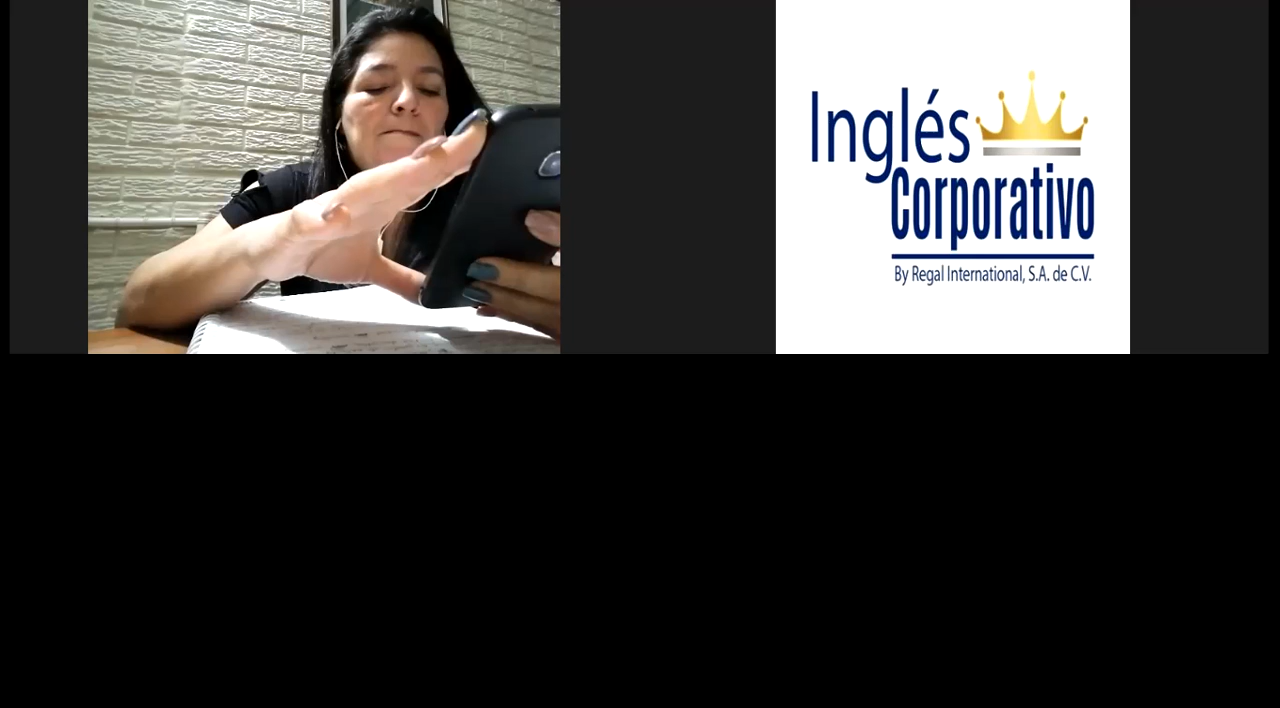 Inglés
Corporativo
By Regal International, S.A. de C.V.